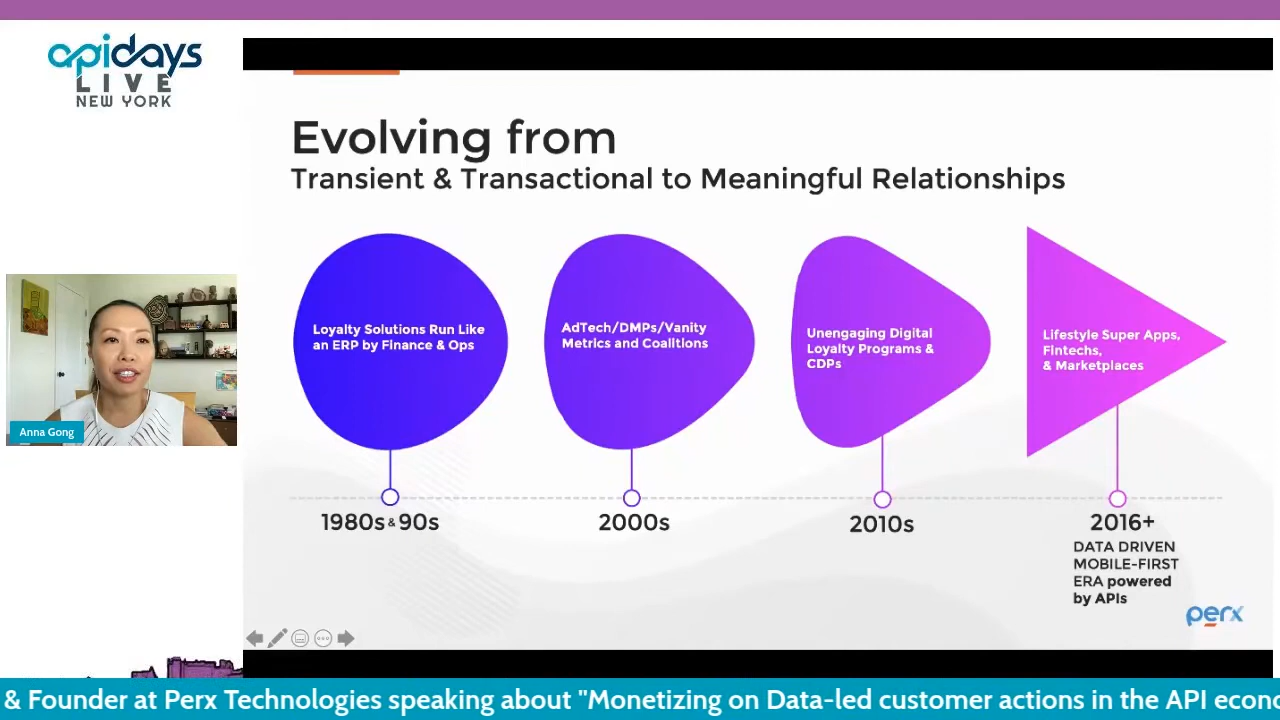 apidays
LIVE
NEW YORK
Evolving from
Transient & Transactional to Meaningful Relationships
Loyalty Solutions Run Like
an ERP by Finance & Ops
AdTech/DMPs/Vanity
Metrics and Coalitions
Unengaging Digital
Loyalty Programs &
CDPs
Lifestyle Super Apps,
Fintechs,
& Marketplaces
1980s & 90s
2000s
2010s
2016+
DATA DRIVEN
MOBILE-FIRST
ERA powered
by APIs
perx
Anna Gong
& Founder at Perx Technologies speaking about "Monetizing on Data-led customer actions in the API econo